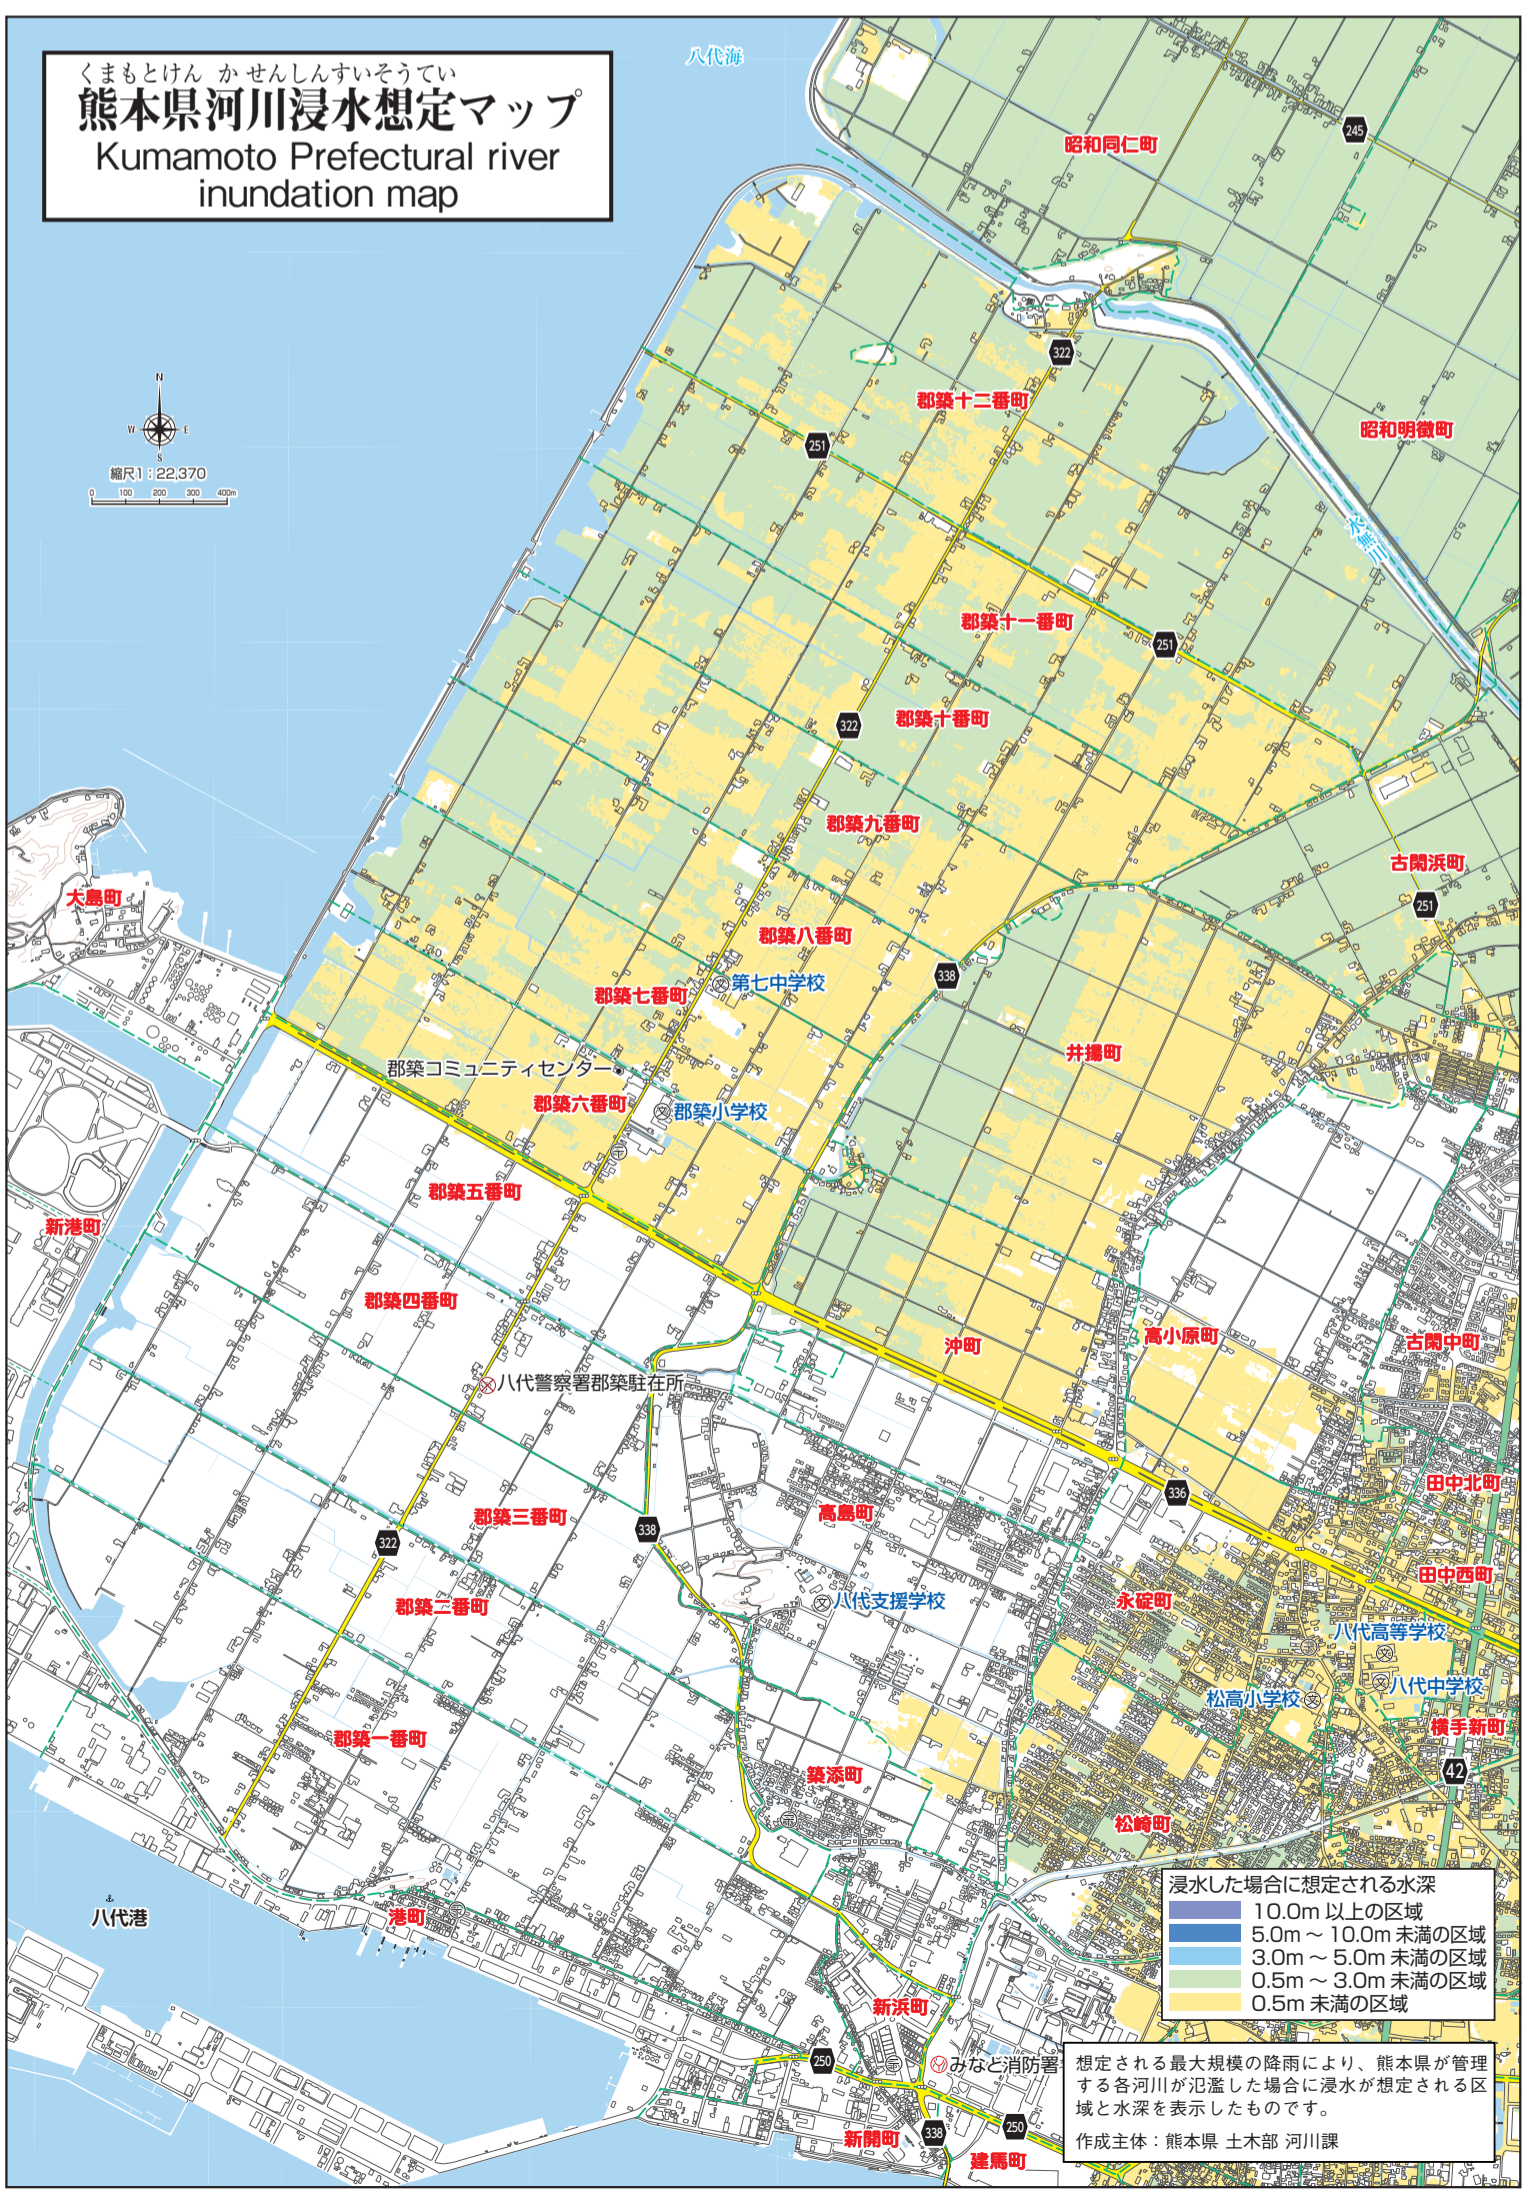 くまもとけん か せんしんすいそうてい
熊本県河川浸水想定マップ
Kumamoto Prefectural river
inundation map
八代海
昭和同仁町
245
N
W E
S
縮尺1：22,370
0 100 200 300 400m
322
郡築十二番町
昭和明徴町
251
水無川
郡築十一番町
251
郡築十番町
322
郡築九番町
古閑浜町
大島町
251
郡築八番町
338
第七中学校
郡築七番町
井揚町
郡築コミュニティセンター
郡築六番町
郡築小学校
郡築五番町
新港町
郡築四番町
高小原町
沖町
古閑中町
八代警察署郡築駐在所
田中北町
336
高島町
郡築三番町
338
322
田中西町
永碇町
八代支援学校
郡築二番町
八代高等学校
八代中学校
松高小学校
横手新町
郡築一番町
42
築添町
松崎町
八代港
港町
浸水した場合に想定される水深
10.0m 以上の区域
5.0m～10.0m 未満の区域
3.0m～5.0m 未満の区域
0.5m～3.0m 未満の区域
0.5m 未満の区域
新浜町
250
みなと消防署
想定される最大規模の降雨により、熊本県が管理
する各河川が氾濫した場合に浸水が想定される区
域と水深を表示したものです。
作成主体：熊本県 土木部 河川課
新開町
338
250
建馬町